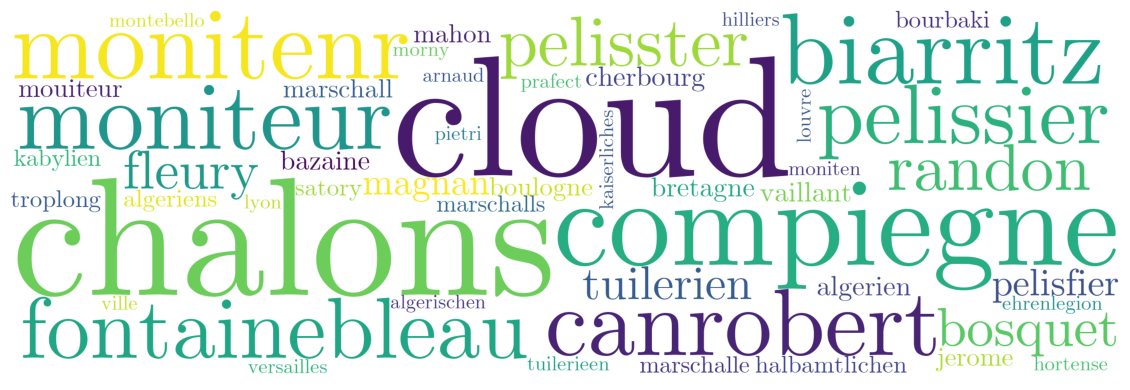 montebello
hilliers
bourbaki
monitenr
mahon
pelisster
biarritz
morny
arnaud
prafect
cherbourg
mouiteur
marschall
cloud
moniteur
pietri
kaiserliches
louvre
pelissier
kabylien
fleury
bazaine
moniten
randon
troplong
algeriens
lyon
satory
magnan
boulogne
marschalls
bretagne
vaillant
chalons
compiegne
tuilerien
algerien
pelisfier
ville
algerischen
ehrenlegion
fontainebleau
canrobert
bosquet
versailles
tuilerieen
marschalle
halbamtlichen
jerome
hortense